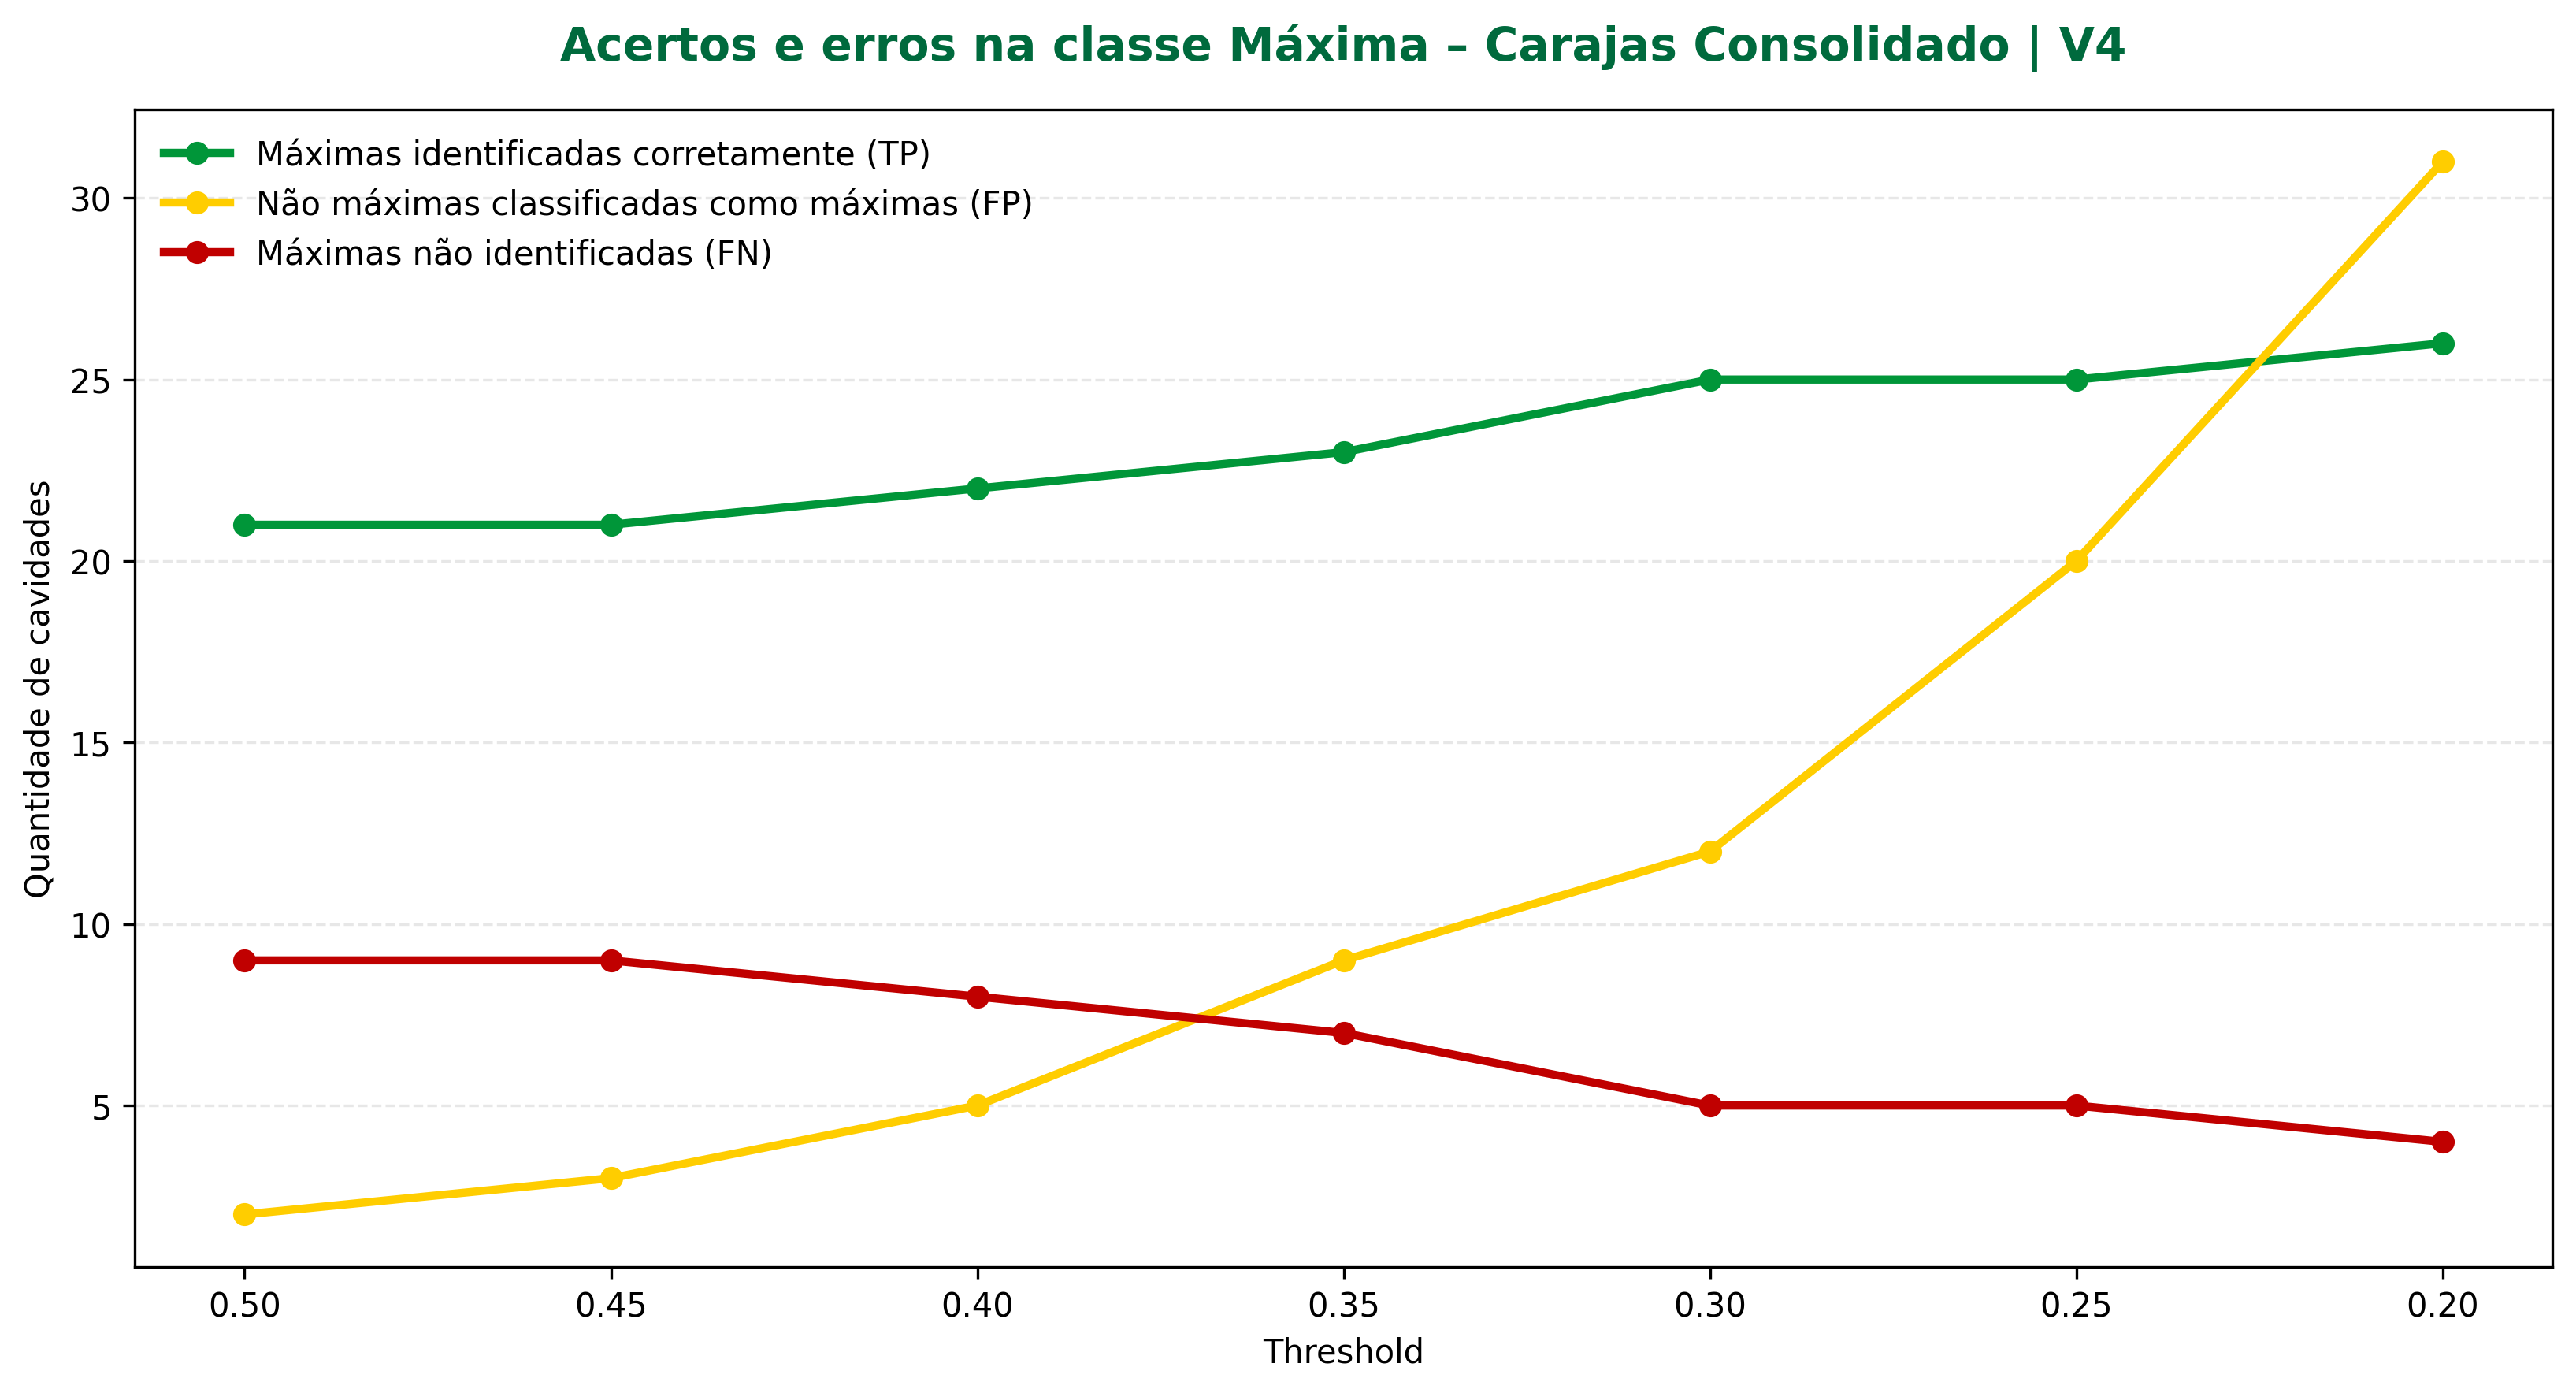 Acertos e erros na classe Máxima – Carajas Consolidado | V4
Máximas identificadas corretamente (TP)
Não máximas classificadas como máximas (FP)
Máximas não identificadas (FN)
Quantidade de cavidades
30
25
20
15
10
5
0.50 0.45 0.40 0.35 0.30 0.25 0.20
Threshold